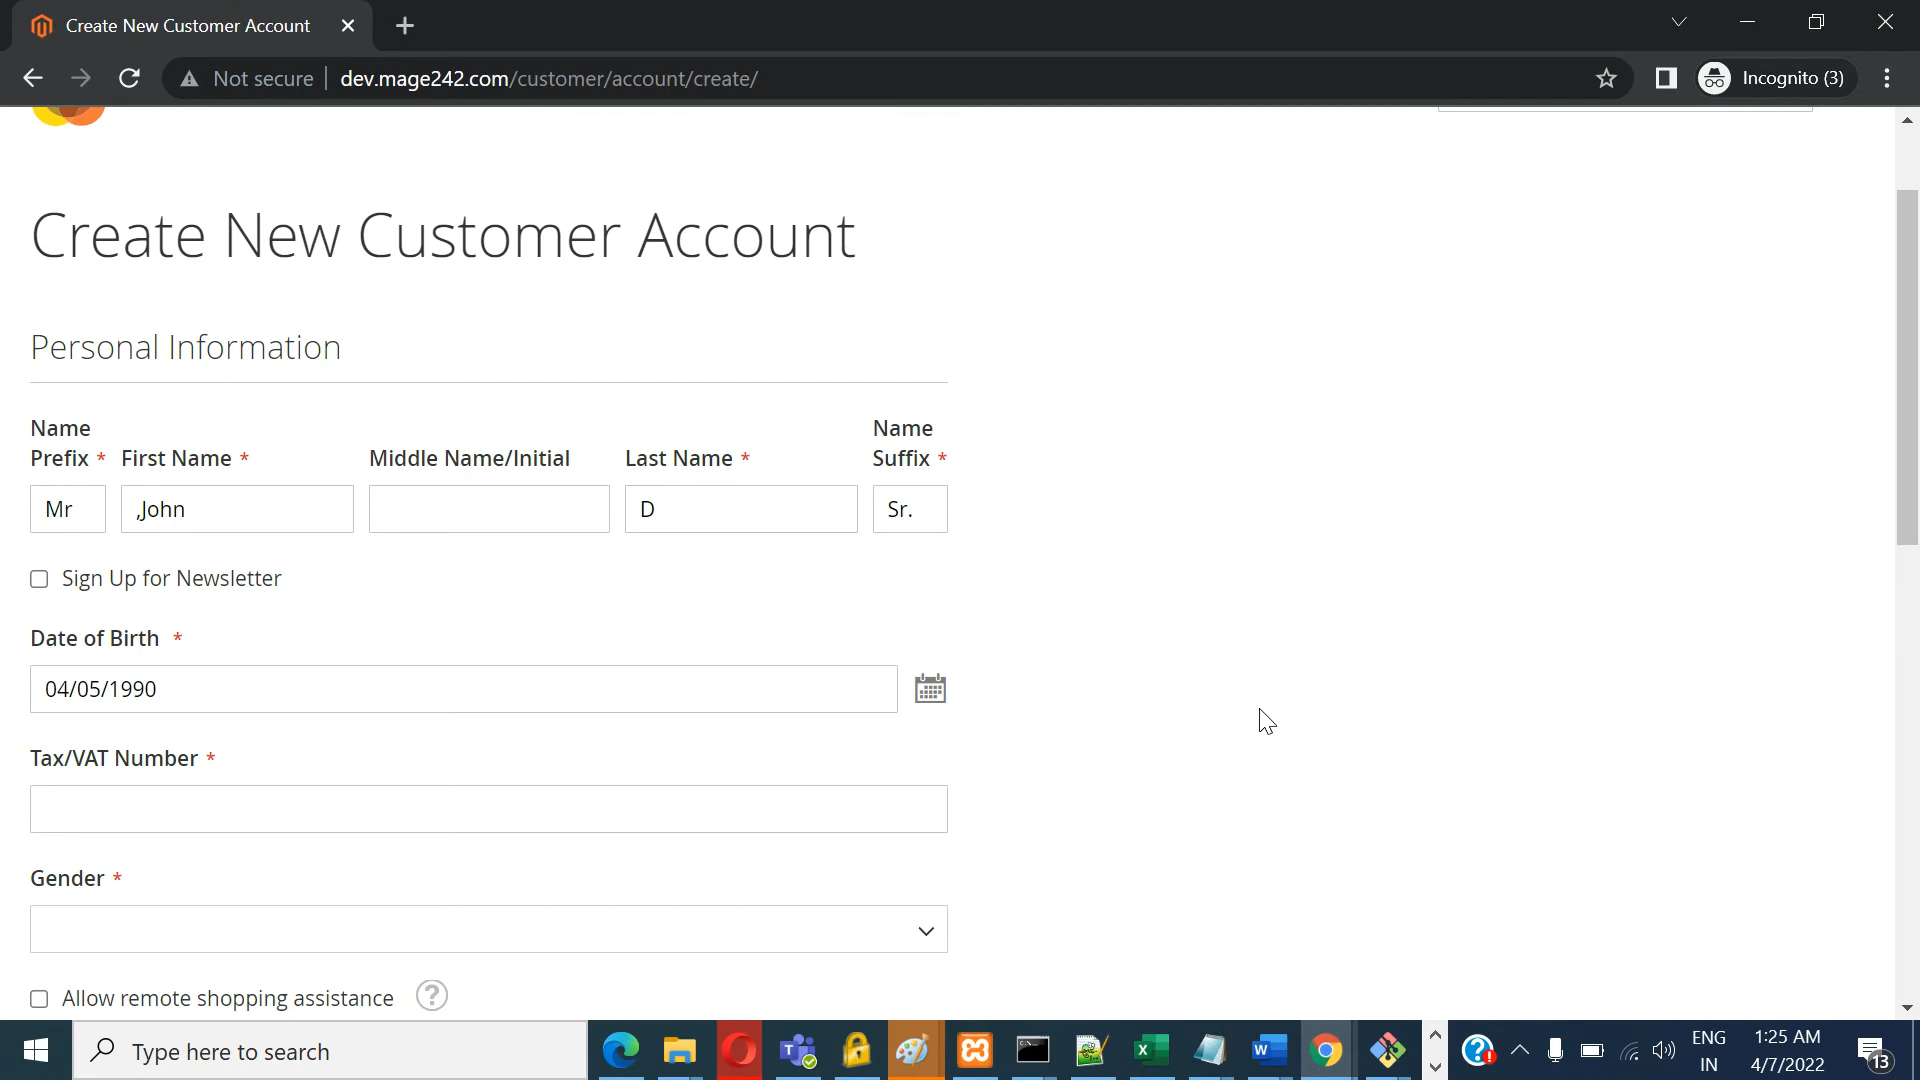 Create New Customer Account
Not secure dev.mage242.com/customer/account/create/ Incognito (3)
Create New Customer Account
Personal Information
Name Name
Prefix * First Name * Middle Name/Initial Last Name * Suffix *
Mr ,John D Sr.
Sign Up for Newsletter
Date of Birth *
04/05/1990
Tax/VAT Number *
Gender *
Allow remote shopping assistance ?
Type here to search
ENG 1:25 AM
IN 4/7/2022 13